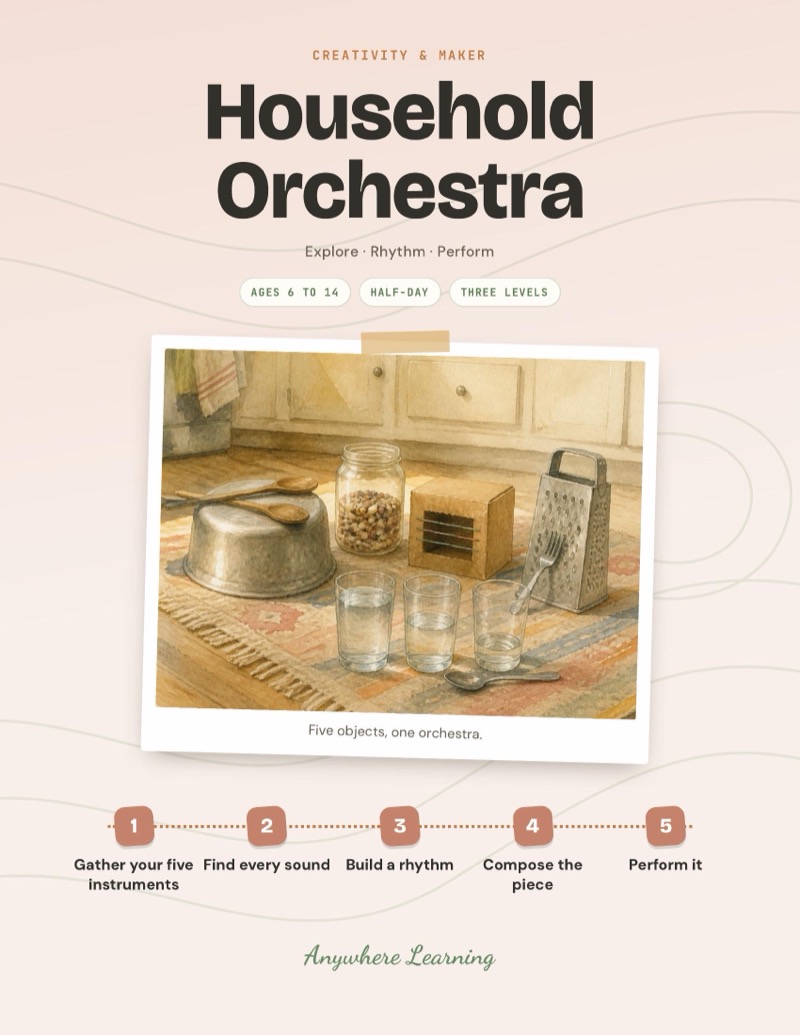 CREATIVITY & MAKER
Household
Orchestra
Explore · Rhythm · Perform
AGES 6 TO 14
HALF-DAY
THREE LEVELS
Five objects, one orchestra.
1
2
3
4
5
Gather your five
instruments
Find every sound
Build a rhythm
Compose the
piece
Perform it
Anywhere Learning